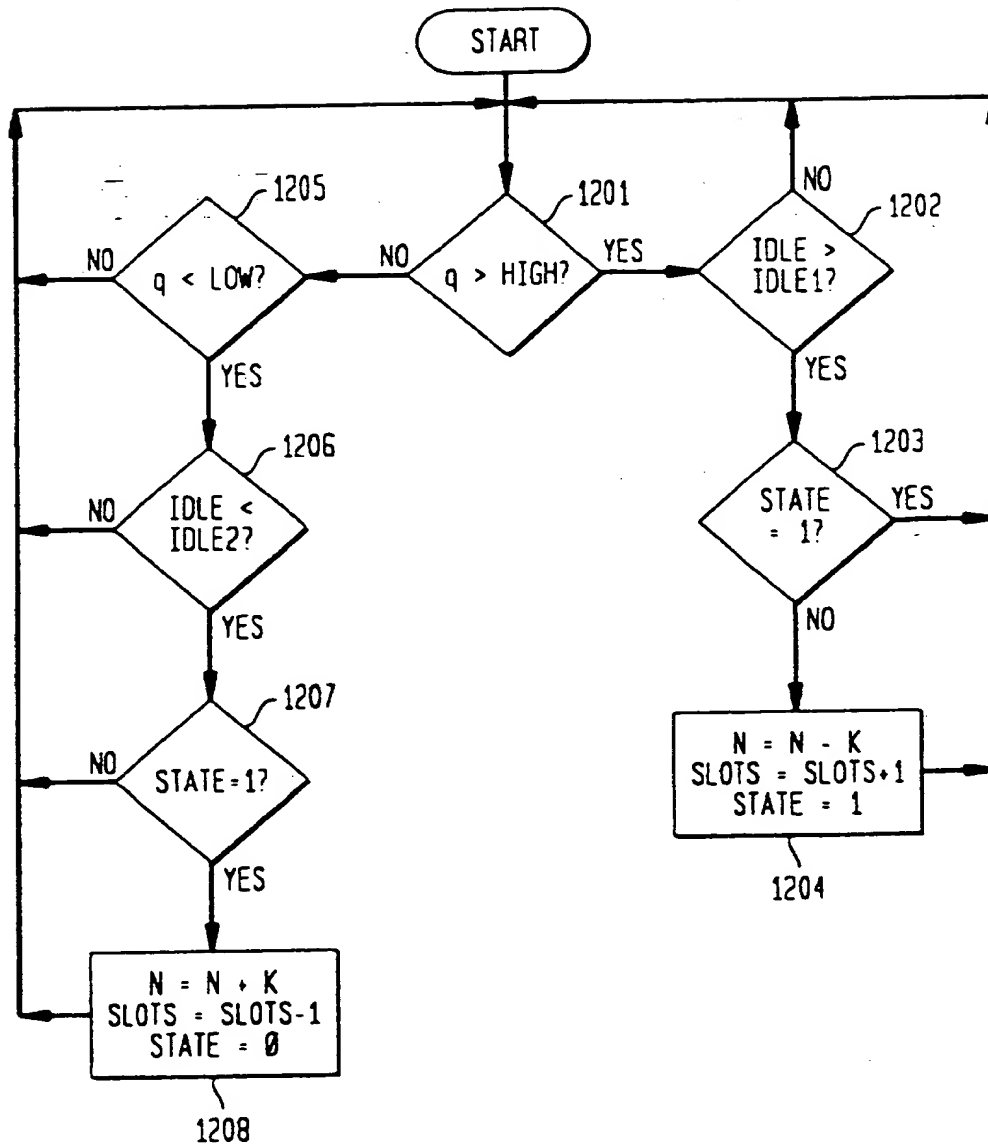 START
1205
1201
1202
NO
NO
NO
YES
q < LOW?
q > HIGH?
IDLE >
IDLE1?
YES
YES
1206
1203
NO
IDLE <
IDLE2?
STATE
= 1?
YES
YES
NO
1207
NO
STATE=1?
N = N - K
SLOTS = SLOTS+1
STATE = 1
YES
1204
N = N + K
SLOTS = SLOTS-1
STATE = 0
1208